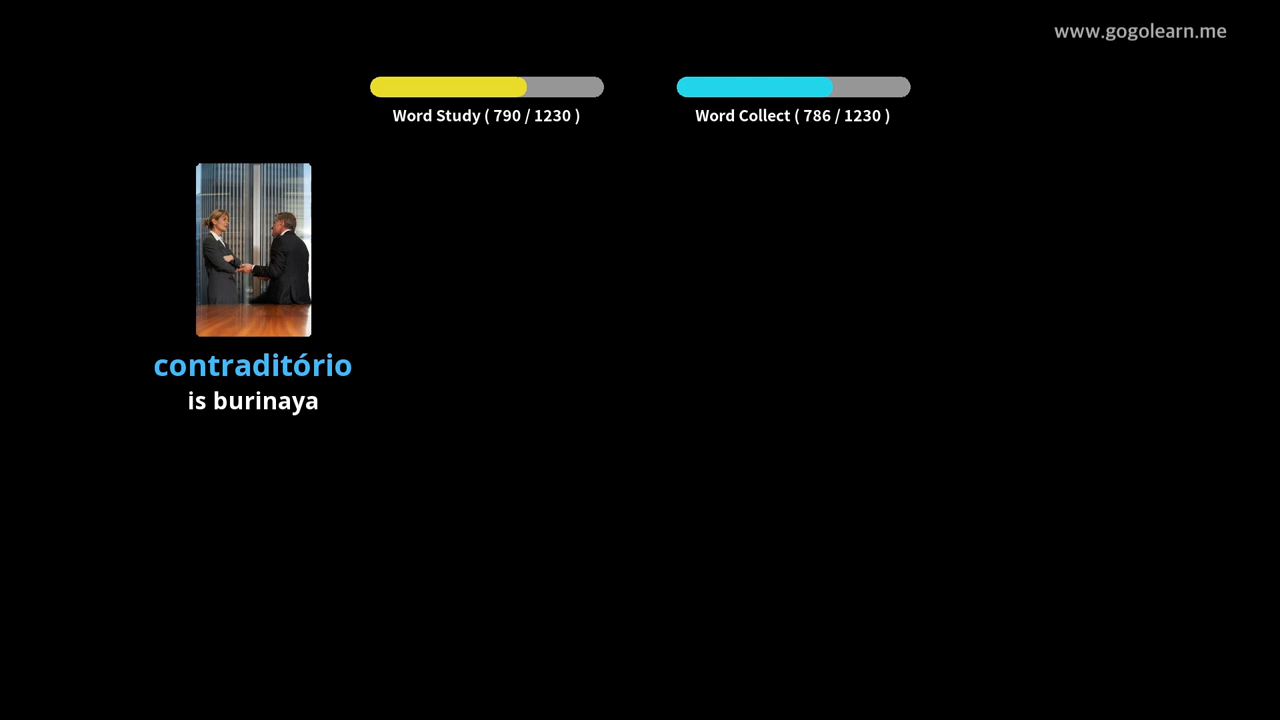 www.gogolearn.me
Word Study ( 790 / 1230 )
Word Collect ( 786 / 1230 )
contraditório
is burinaya